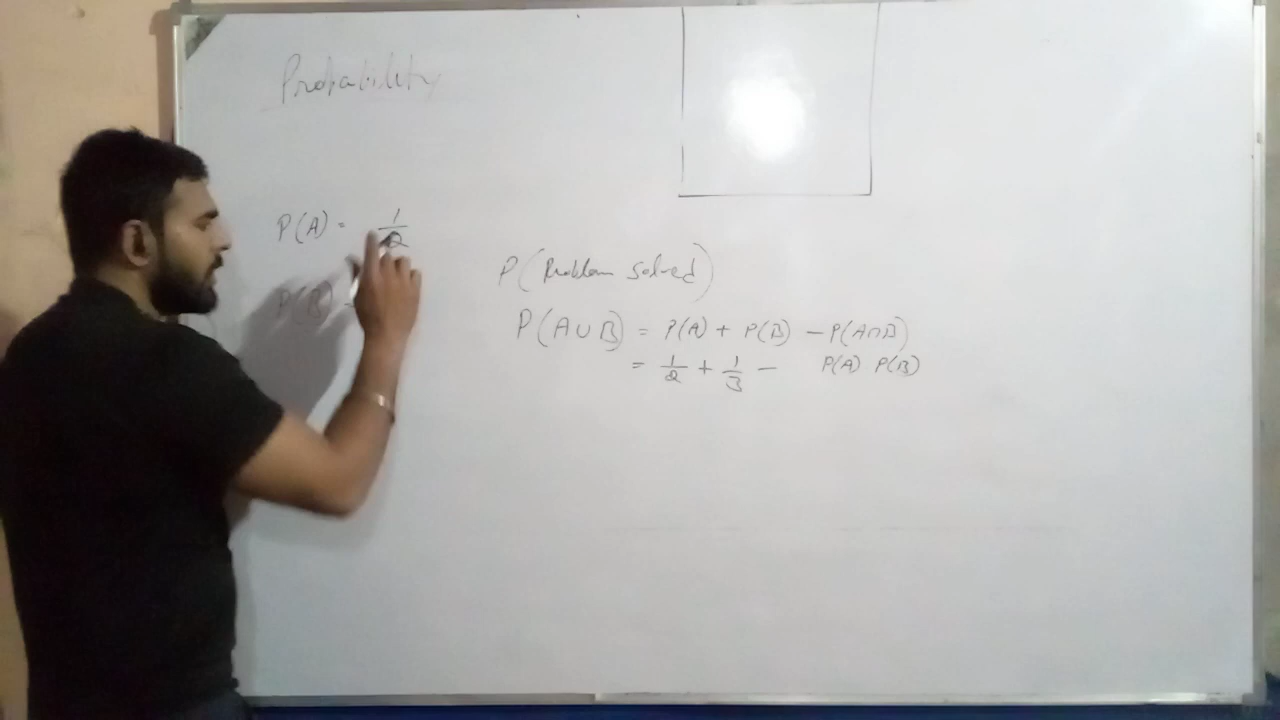 Probability
P(A) = 1/2
P(B) =
P(Problem solved)
P(A∪B) = P(A) + P(B) - P(A∩B)
= 1/2 + 1/3 - P(A) P(B)